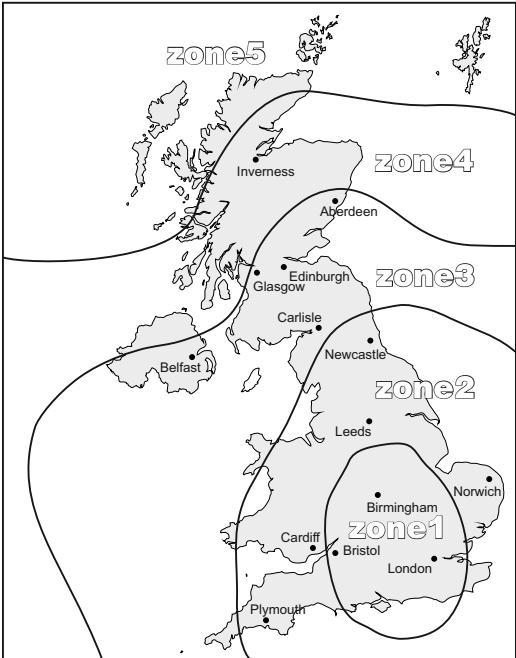 zone5
Inverness
zone4
Aberdeen
Edinburgh
zone3
Glasgow
Carlisle
Newcastle
Belfast
zone2
Leeds
Norwich
Birmingham
zone1
Cardiff
Bristol
London
Plymouth